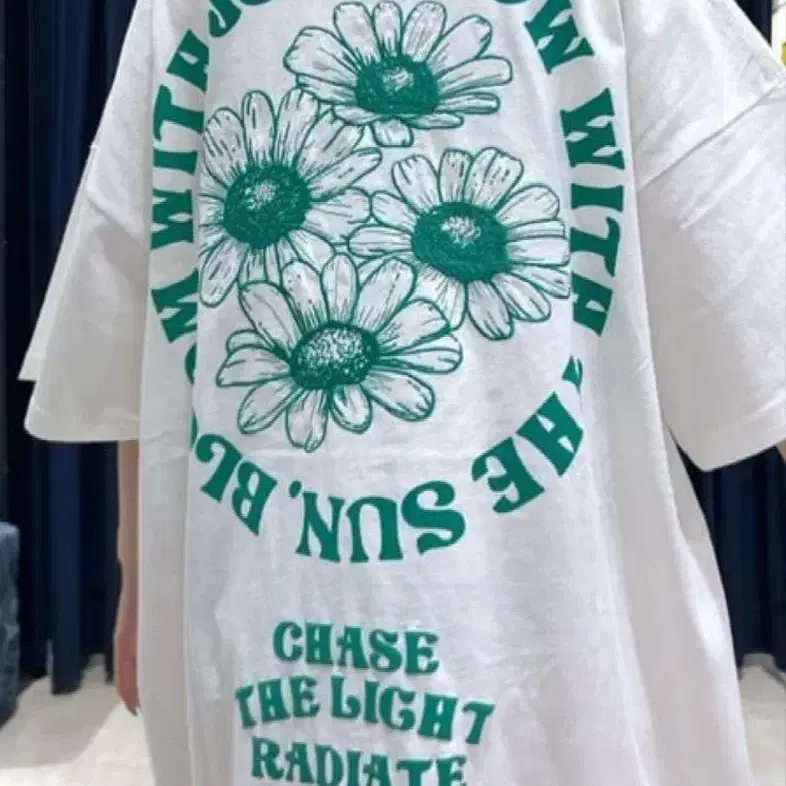 WITH THE SUN, BLOOM WITH
CHASE
THE LIGHT
RADIATE